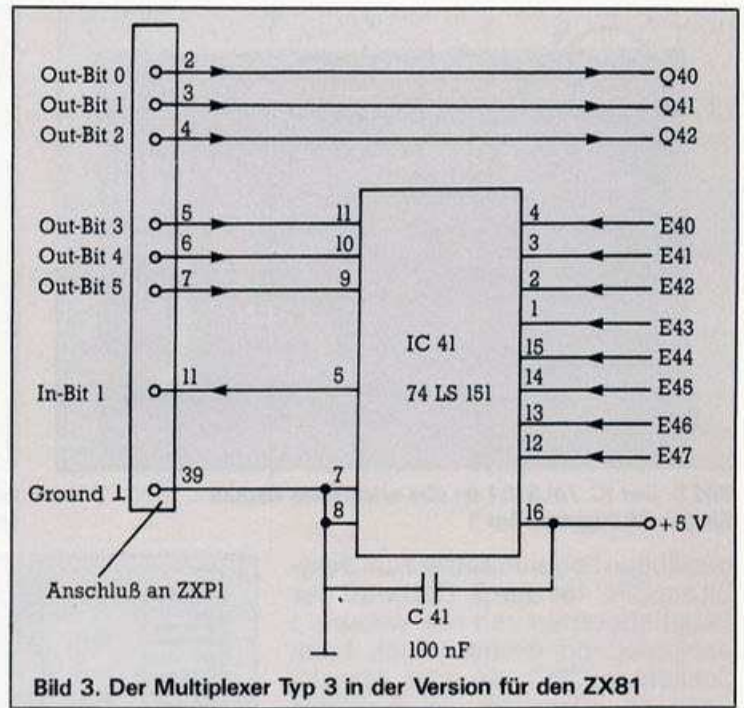 Out-Bit 0 2 Q40
Out-Bit 1 3 Q41
Out-Bit 2 4 Q42
Out-Bit 3 5 11 4 E40
Out-Bit 4 6 10 3 E41
Out-Bit 5 7 9 2 E42
1 E43
IC 41 15 E44
In-Bit 1 11 5 74 LS 151 14 E45
13 E46
12 E47
Ground ⊥ 39 7
8 16 +5 V
Anschluß an ZXP1
C 41
100 nF
Bild 3. Der Multiplexer Typ 3 in der Version für den ZX81